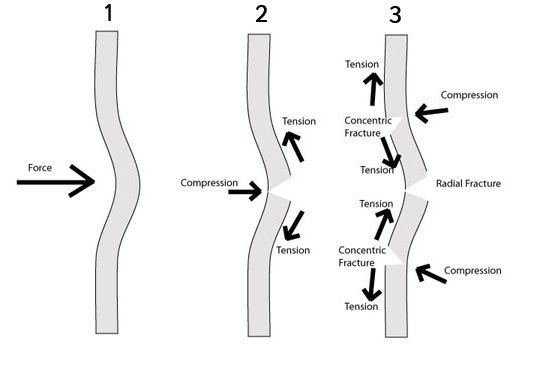 1
2
3
Force
Compression
Tension
Tension
Tension
Compression
Concentric
Fracture
Tension
Radial Fracture
Tension
Concentric
Fracture
Compression
Tension